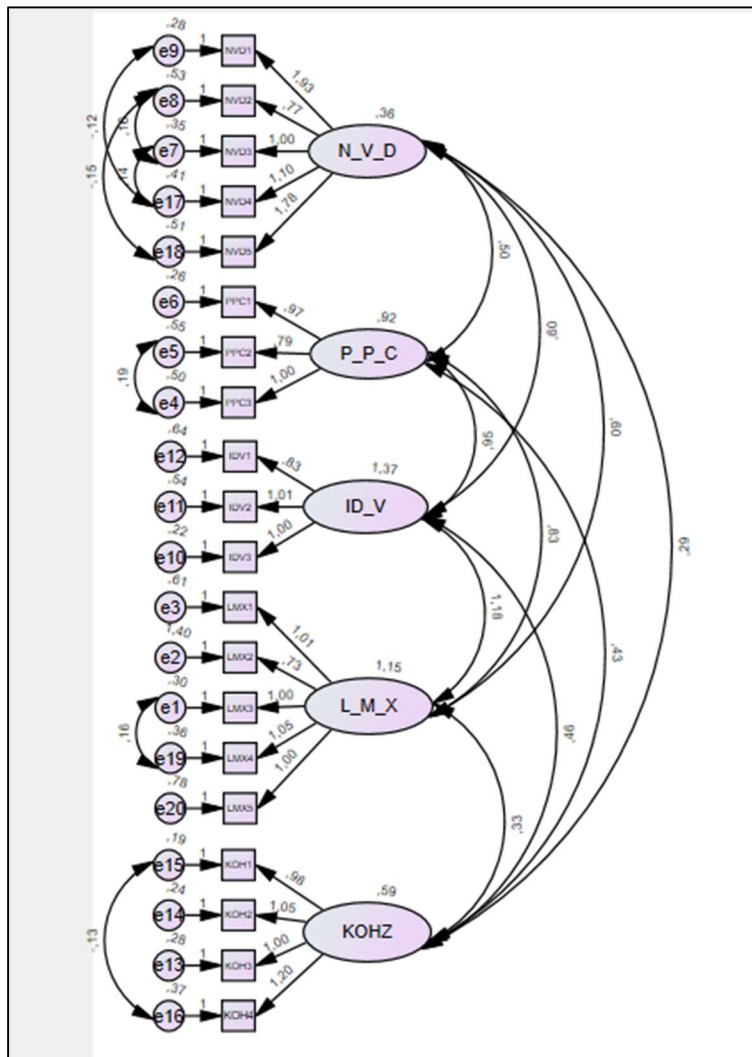 ,28
e9 1 NVD1
1,93
,53
e8 1 NVD2
,77
,36
-,12
,35
e7 1 NVD3
1,00
N_V_D
,14
,41
e17 1 NVD4
1,10
-,15
,51
e18 1 NVD5
1,78
,50
,26
e6 1 PPC1
,97
,92
,60
,55
e5 1 PPC2
,79
P_P_C
,19
,50
e4 1 PPC3
1,00
,60
,64
e12 1 IDV1
,83
,95
1,37
,54
e11 1 IDV2
1,01
ID_V
,83
,22
e10 1 IDV3
1,00
,29
,61
e3 1 LMX1
1,01
1,18
1,40
e2 1 LMX2
,73
1,15
,43
,30
e1 1 LMX3
1,00
L_M_X
,16
,36
e19 1 LMX4
1,05
,46
,78
e20 1 LMX5
1,00
,33
,19
e15 1 KOH1
,98
,59
,24
e14 1 KOH2
1,05
KOHZ
-,13
,28
e13 1 KOH3
1,00
,37
e16 1 KOH4
1,20